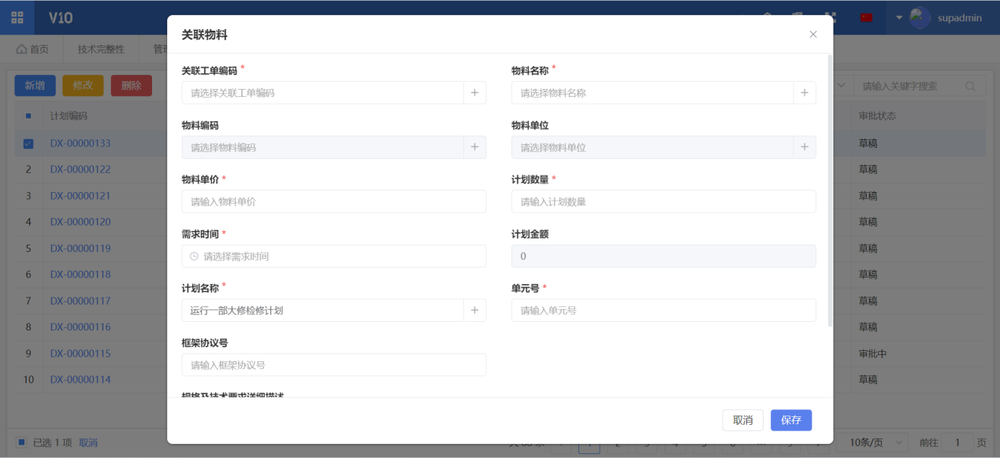 V10
supadmin
首页
技术完整性
新增
修改
删除
请输入关键字搜索
计划编码
审批状态
DX-00000133
草稿
2
DX-00000122
草稿
3
DX-00000121
草稿
4
DX-00000120
草稿
5
DX-00000119
草稿
6
DX-00000118
草稿
7
DX-00000117
草稿
8
DX-00000116
草稿
9
DX-00000115
审批中
10
DX-00000114
草稿
已选 1 项 取消
10条/页
前往 1 页
关联物料
关联工单编码 *
请选择关联工单编码
物料名称 *
请选择物料名称
物料编码
请选择物料编码
物料单位
请选择物料单位
物料单价 *
请输入物料单价
计划数量 *
请输入计划数量
需求时间 *
请选择需求时间
计划金额
0
计划名称 *
运行一部大修检修计划
单元号 *
请输入单元号
框架协议号
请输入框架协议号
规格及技术要求详细描述
取消
保存